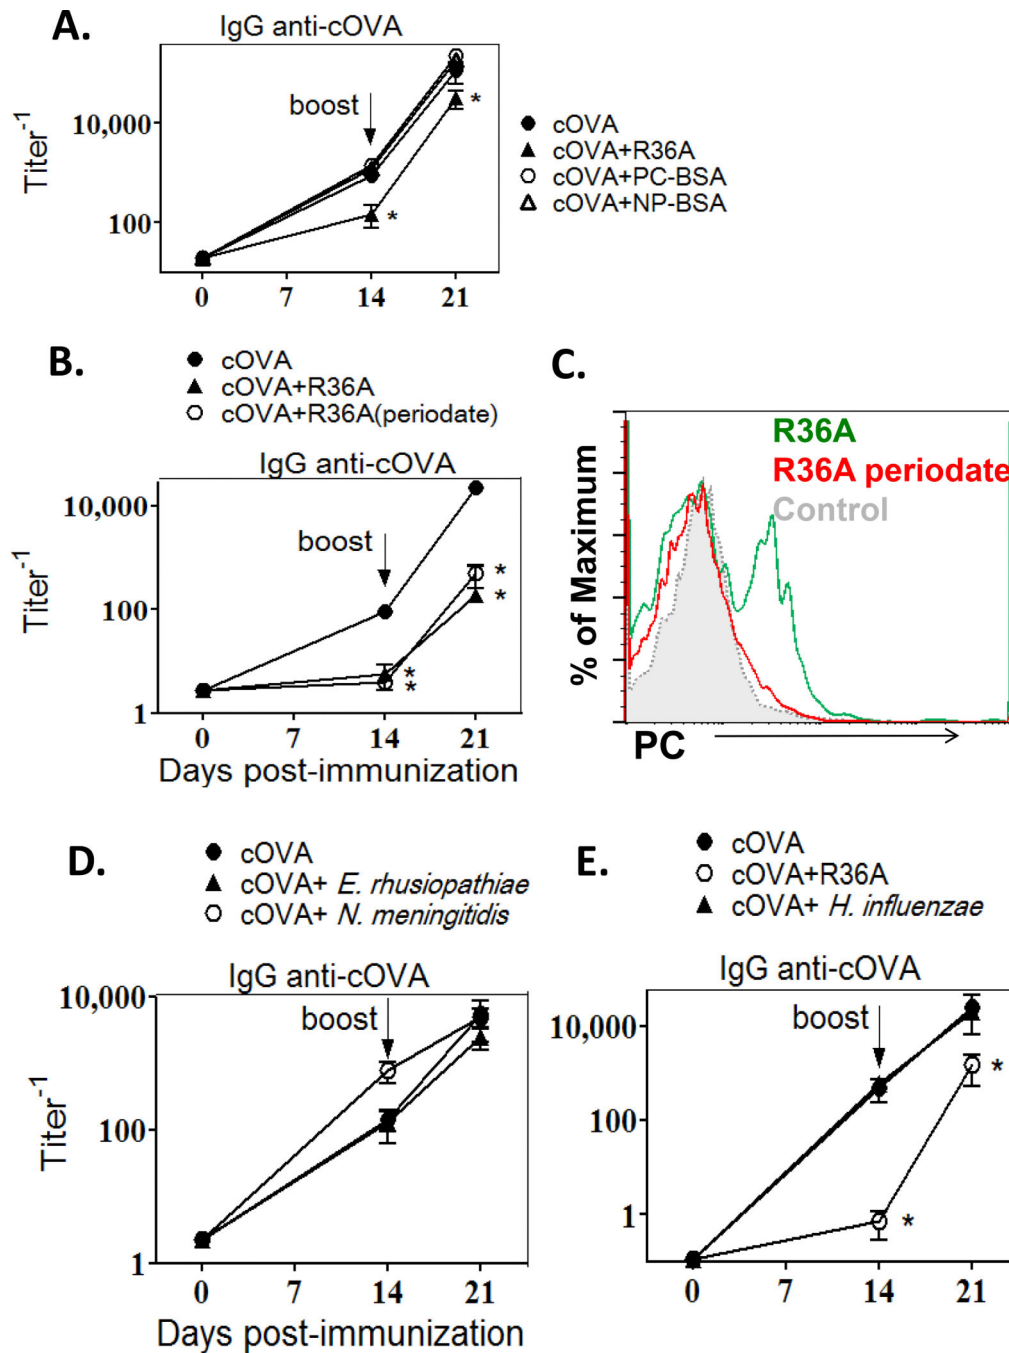 A.
IgG anti-cOVA
Titer⁻¹
10,000
100
boost
0 7 14 21
cOVA
cOVA+R36A
cOVA+PC-BSA
cOVA+NP-BSA
*
*
B.
cOVA
cOVA+R36A
cOVA+R36A(periodate)
IgG anti-cOVA
Titer⁻¹
10,000
100
1
boost
*
*
*
*
0 7 14 21
Days post-immunization
C.
R36A
R36A periodate
Control
% of Maximum
PC
D.
cOVA
cOVA+ E. rhusiopathiae
cOVA+ N. meningitidis
IgG anti-cOVA
Titer⁻¹
10,000
100
1
boost
0 7 14 21
Days post-immunization
E.
cOVA
cOVA+R36A
cOVA+ H. influenzae
IgG anti-cOVA
10,000
100
1
boost
*
*
0 7 14 21